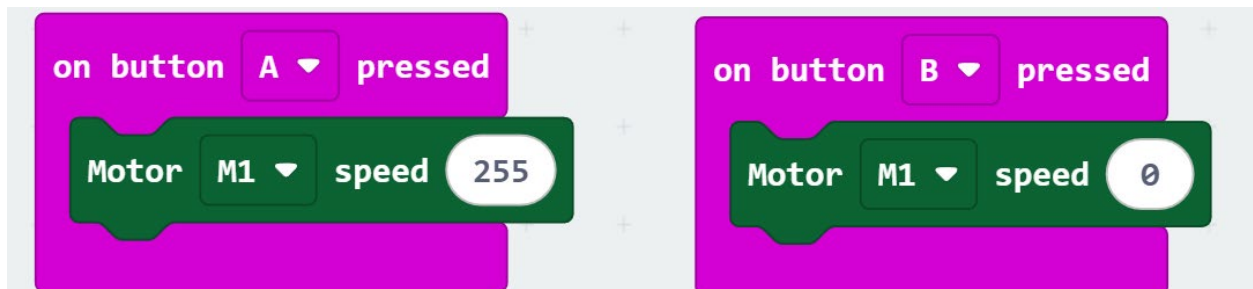 on button A pressed
Motor M1 speed 255
on button B pressed
Motor M1 speed 0